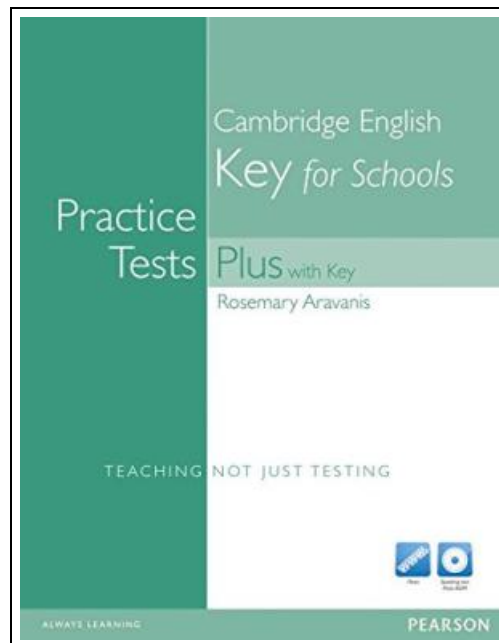 Cambridge English
Key for Schools
Practice
Tests
Plus with Key
Rosemary Aravanis
TEACHING NOT JUST TESTING
www.
ALWAYS LEARNING
PEARSON